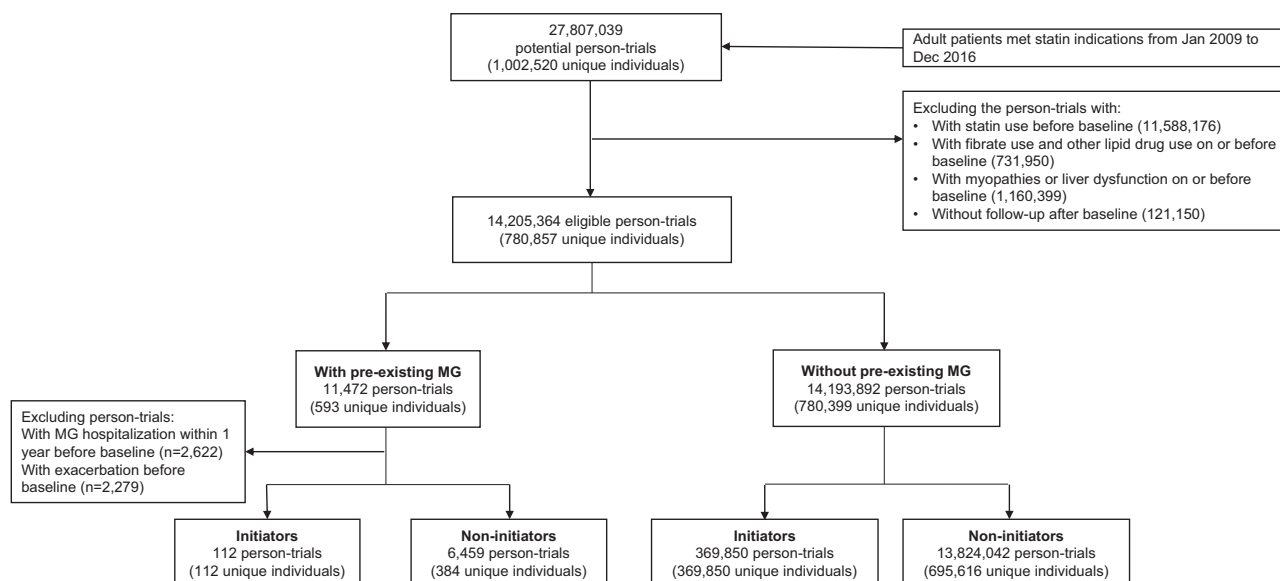 27,807,039
potential person-trials
(1,002,520 unique individuals)
Adult patients met statin indications from Jan 2009 to
Dec 2016
Excluding the person-trials with:
• With statin use before baseline (11,588,176)
• With fibrate use and other lipid drug use on or before
baseline (731,950)
• With myopathies or liver dysfunction on or before
baseline (1,160,399)
• Without follow-up after baseline (121,150)
14,205,364 eligible person-trials
(780,857 unique individuals)
With pre-existing MG
11,472 person-trials
(593 unique individuals)
Without pre-existing MG
14,193,892 person-trials
(780,399 unique individuals)
Excluding person-trials:
With MG hospitalization within 1
year before baseline (n=2,622)
With exacerbation before
baseline (n=2,279)
Initiators
112 person-trials
(112 unique individuals)
Non-initiators
6,459 person-trials
(384 unique individuals)
Initiators
369,850 person-trials
(369,850 unique individuals)
Non-initiators
13,824,042 person-trials
(695,616 unique individuals)